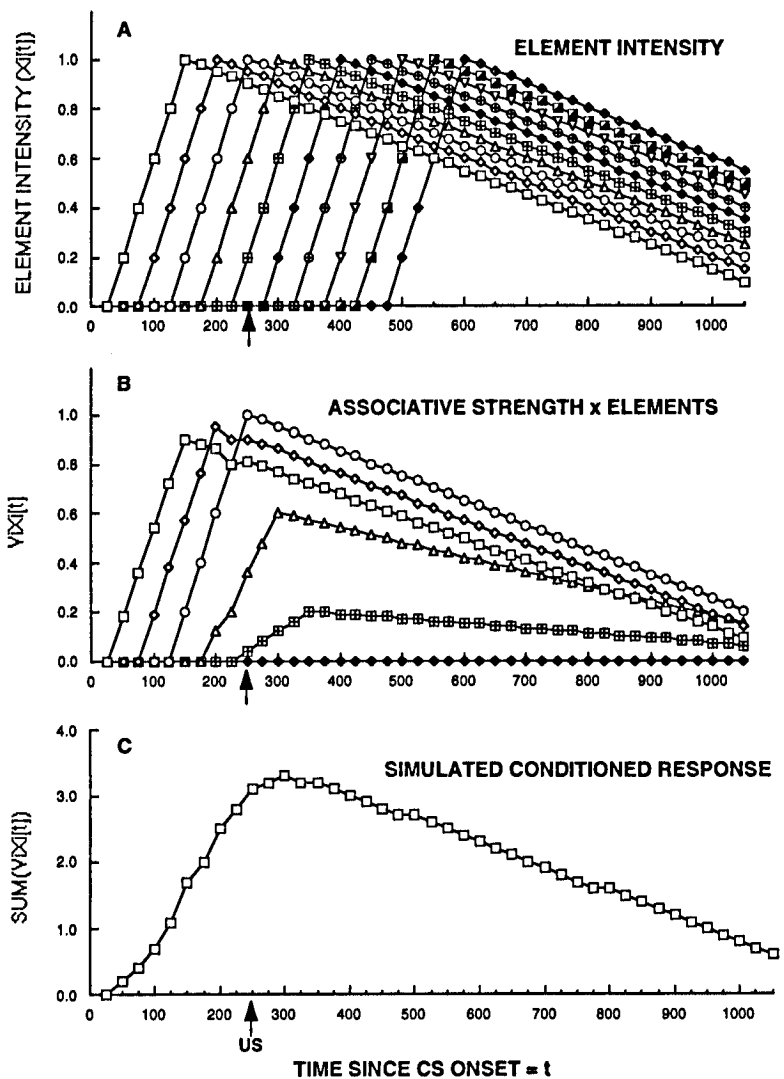 A
ELEMENT INTENSITY
ELEMENT INTENSITY (Xi[t])
1.0
0.8
0.6
0.4
0.2
0.0
0 100 200 300 400 500 600 700 800 900 1000
B
ASSOCIATIVE STRENGTH x ELEMENTS
YiXi[t]
1.0
0.8
0.6
0.4
0.2
0.0
0 100 200 300 400 500 600 700 800 900 1000
C
SIMULATED CONDITIONED RESPONSE
SUM(YiXi[t])
4.0
3.0
2.0
1.0
0.0
0 100 200 300 400 500 600 700 800 900 1000
US
TIME SINCE CS ONSET = t